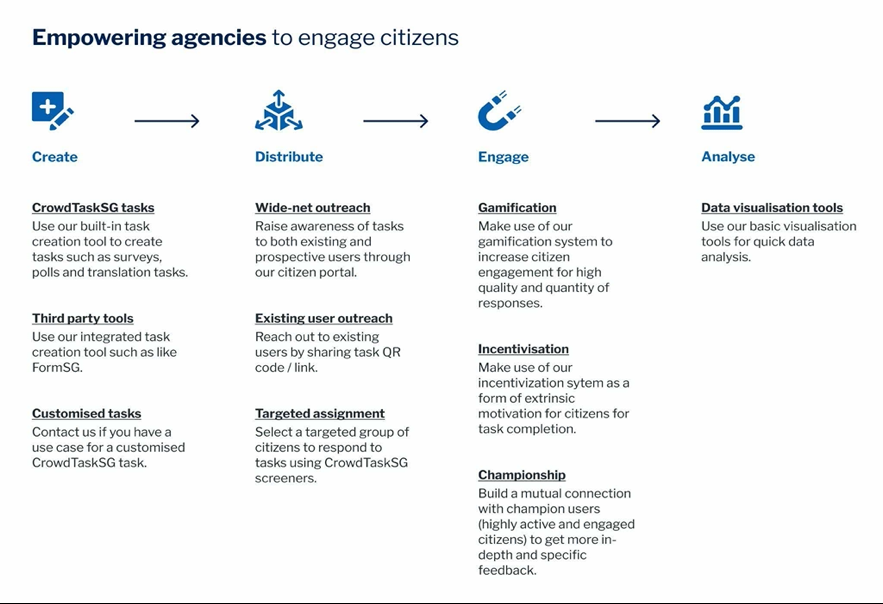 Empowering agencies to engage citizens
Create
CrowdTaskSG tasks
Use our built-in task
creation tool to create
tasks such as surveys,
polls and translation tasks.
Third party tools
Use our integrated task
creation tool such as like
FormSG.
Customised tasks
Contact us if you have a
use case for a customised
CrowdTaskSG task.
Distribute
Wide-net outreach
Raise awareness of tasks
to both existing and
prospective users through
our citizen portal.
Existing user outreach
Reach out to existing
users by sharing task QR
code / link.
Targeted assignment
Select a targeted group of
citizens to respond to
tasks using CrowdTaskSG
screeners.
Engage
Gamification
Make use of our
gamification system to
increase citizen
engagement for high
quality and quantity of
responses.
Incentivisation
Make use of our
incentivization sytem as a
form of extrinsic
motivation for citizens for
task completion.
Championship
Build a mutual connection
with champion users
(highly active and engaged
citizens) to get more in-
depth and specific
feedback.
Analyse
Data visualisation tools
Use our basic visualisation
tools for quick data
analysis.